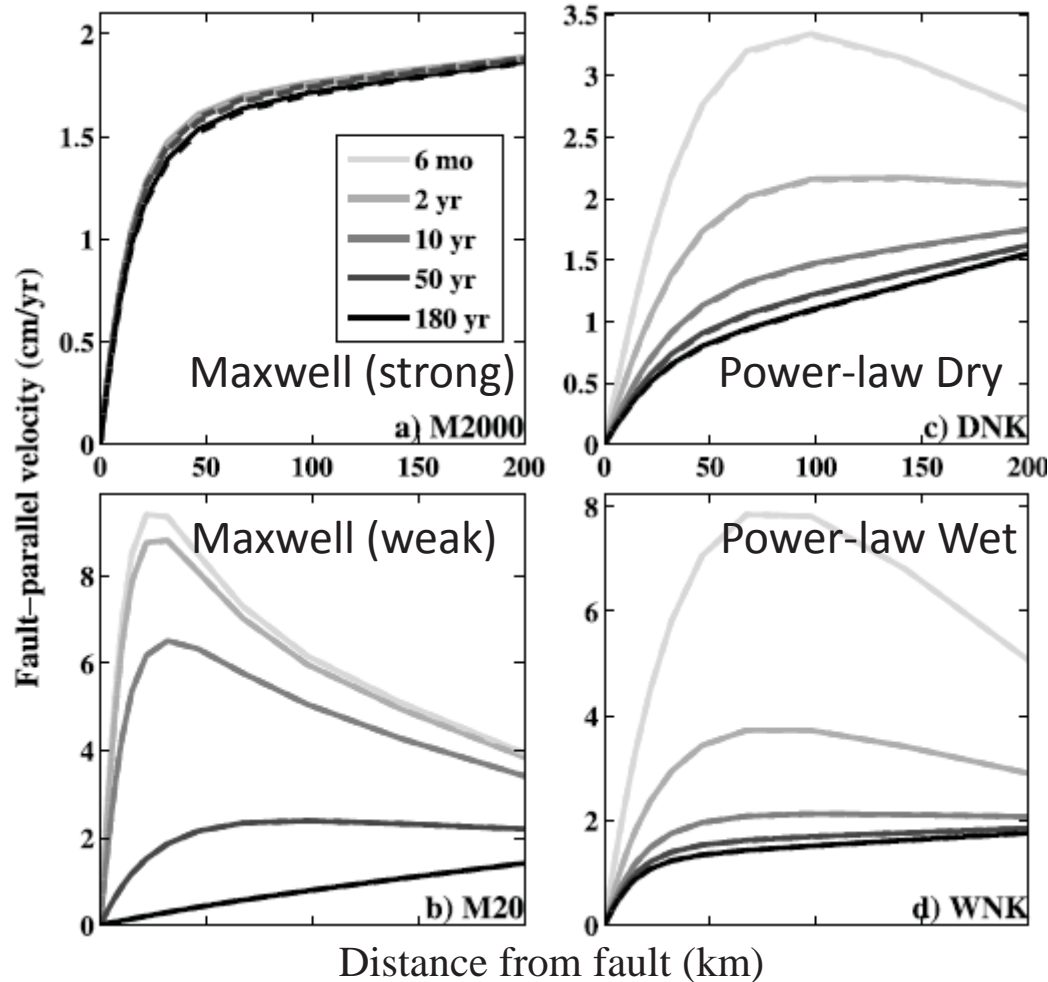 Fault–parallel velocity (cm/yr)
2
1.5
1
0.5
0
6 mo
2 yr
10 yr
50 yr
180 yr
Maxwell (strong)
a) M2000
0 50 100 150 200
3.5
3
2.5
2
1.5
1
0.5
0
Power-law Dry
c) DNK
0 50 100 150 200
8
6
4
2
0
Maxwell (weak)
b) M20
8
6
4
2
0
Power-law Wet
d) WNK
Distance from fault (km)